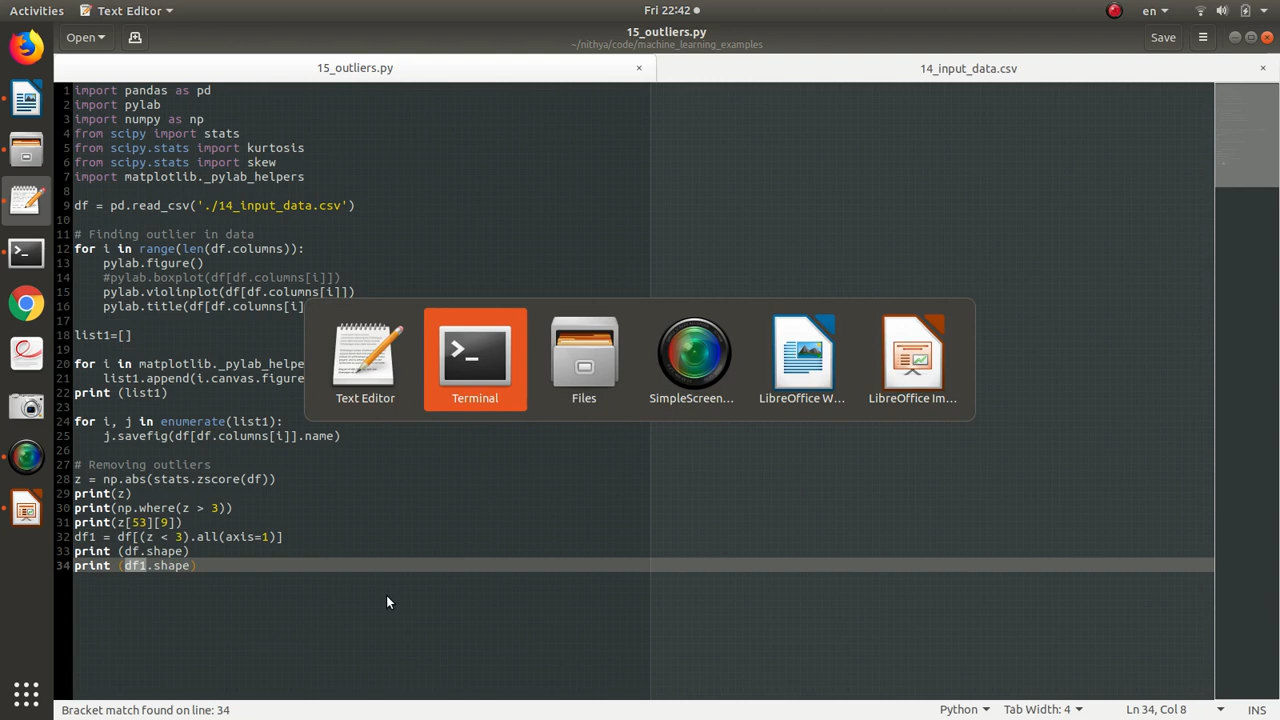 Activities
Text Editor
Fri 22:42
en
Open
15_outliers.py
~/nithya/code/machine_learning_examples
Save
15_outliers.py
14_input_data.csv
1 import pandas as pd
2 import pylab
3 import numpy as np
4 from scipy import stats
5 from scipy.stats import kurtosis
6 from scipy.stats import skew
7 import matplotlib._pylab_helpers
8
9 df = pd.read_csv('./14_input_data.csv')
10
11 # Finding outlier in data
12 for i in range(len(df.columns)):
13 pylab.figure()
14 #pylab.boxplot(df[df.columns[i]])
15 pylab.violinplot(df[df.columns[i]])
16 pylab.title(df[df.columns[i]
17
18 list1=[]
19
20 for i in matplotlib._pylab_helpe
21 list1.append(i.canvas.figure
22 print (list1)
23
24 for i, j in enumerate(list1):
25 j.savefig(df[df.columns[i]].name)
26
27 # Removing outliers
28 z = np.abs(stats.zscore(df))
29 print(z)
30 print(np.where(z > 3))
31 print(z[53][9])
32 df1 = df[(z < 3).all(axis=1)]
33 print (df.shape)
34 print (df1.shape)
Text Editor
Terminal
Files
SimpleScreen...
LibreOffice W...
LibreOffice Im...
Bracket match found on line: 34
Python
Tab Width: 4
Ln 34, Col 8
INS